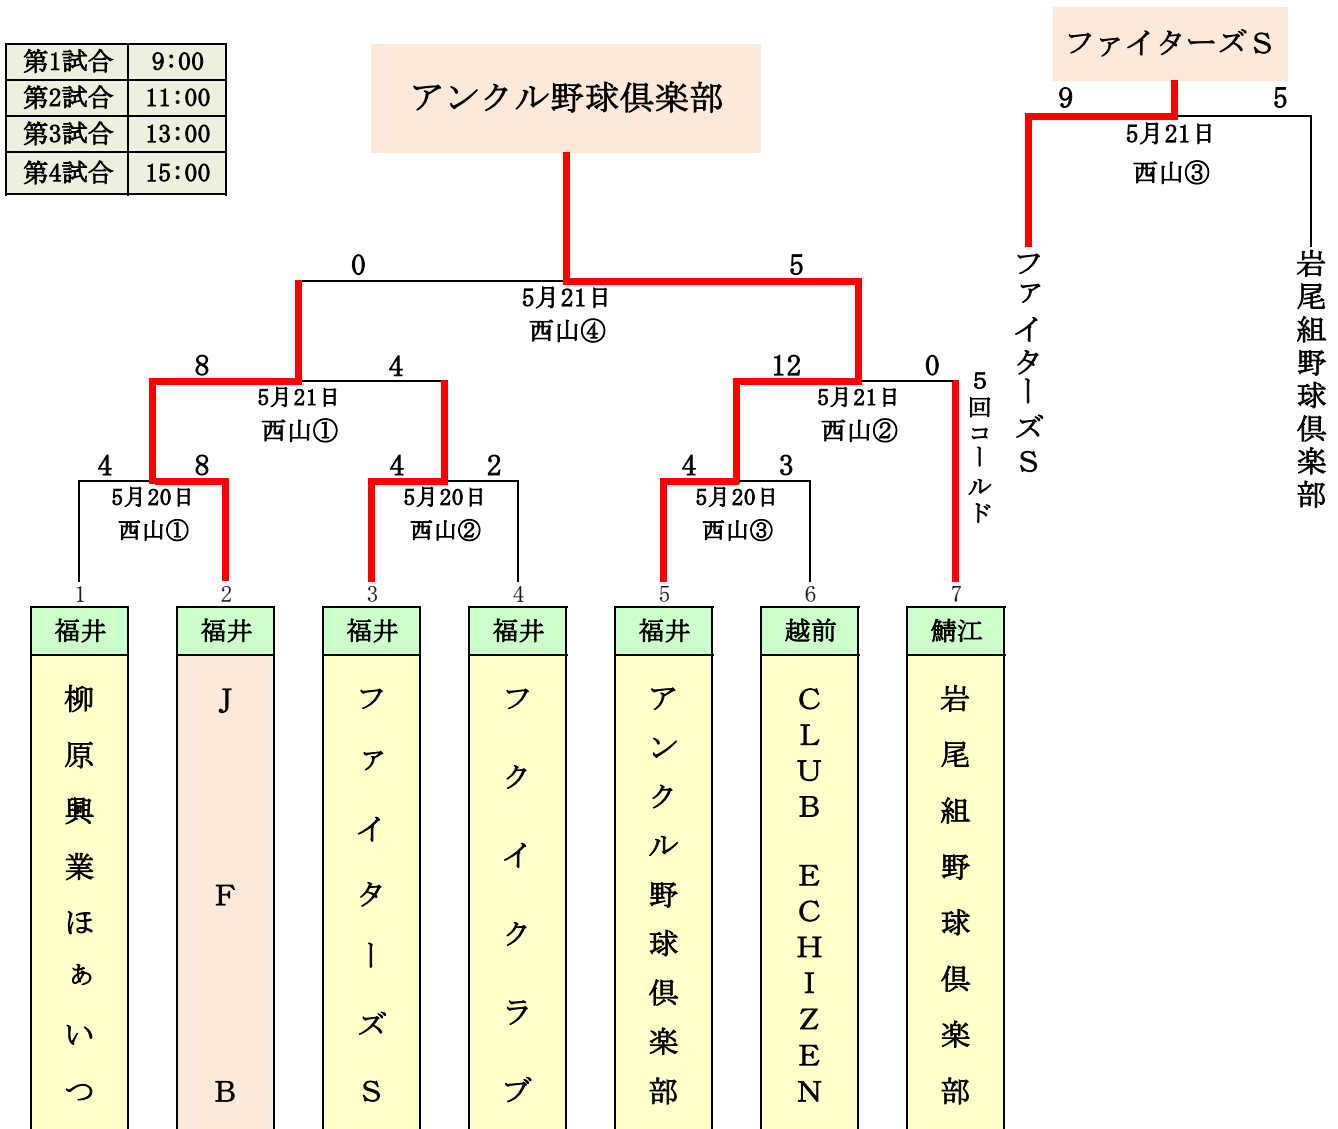 第1試合 9:00
第2試合 11:00
第3試合 13:00
第4試合 15:00
アンクル野球倶楽部
ファイターズS
9 5
5月21日
西山③
ファイターズS
岩尾組野球倶楽部
0 5
5月21日
西山④
8 4
5月21日
西山①
12 0
5月21日
西山②
5回コールド
4 8
5月20日
西山①
4 2
5月20日
西山②
4 3
5月20日
西山③
1 2 3 4 5 6 7
福井 福井 福井 福井 福井 越前 鯖江
柳原興業ほぁいつ
JFB
ファイターズS
フクイクラブ
アンクル野球倶楽部
CLUB ECHIZEN
岩尾組野球倶楽部